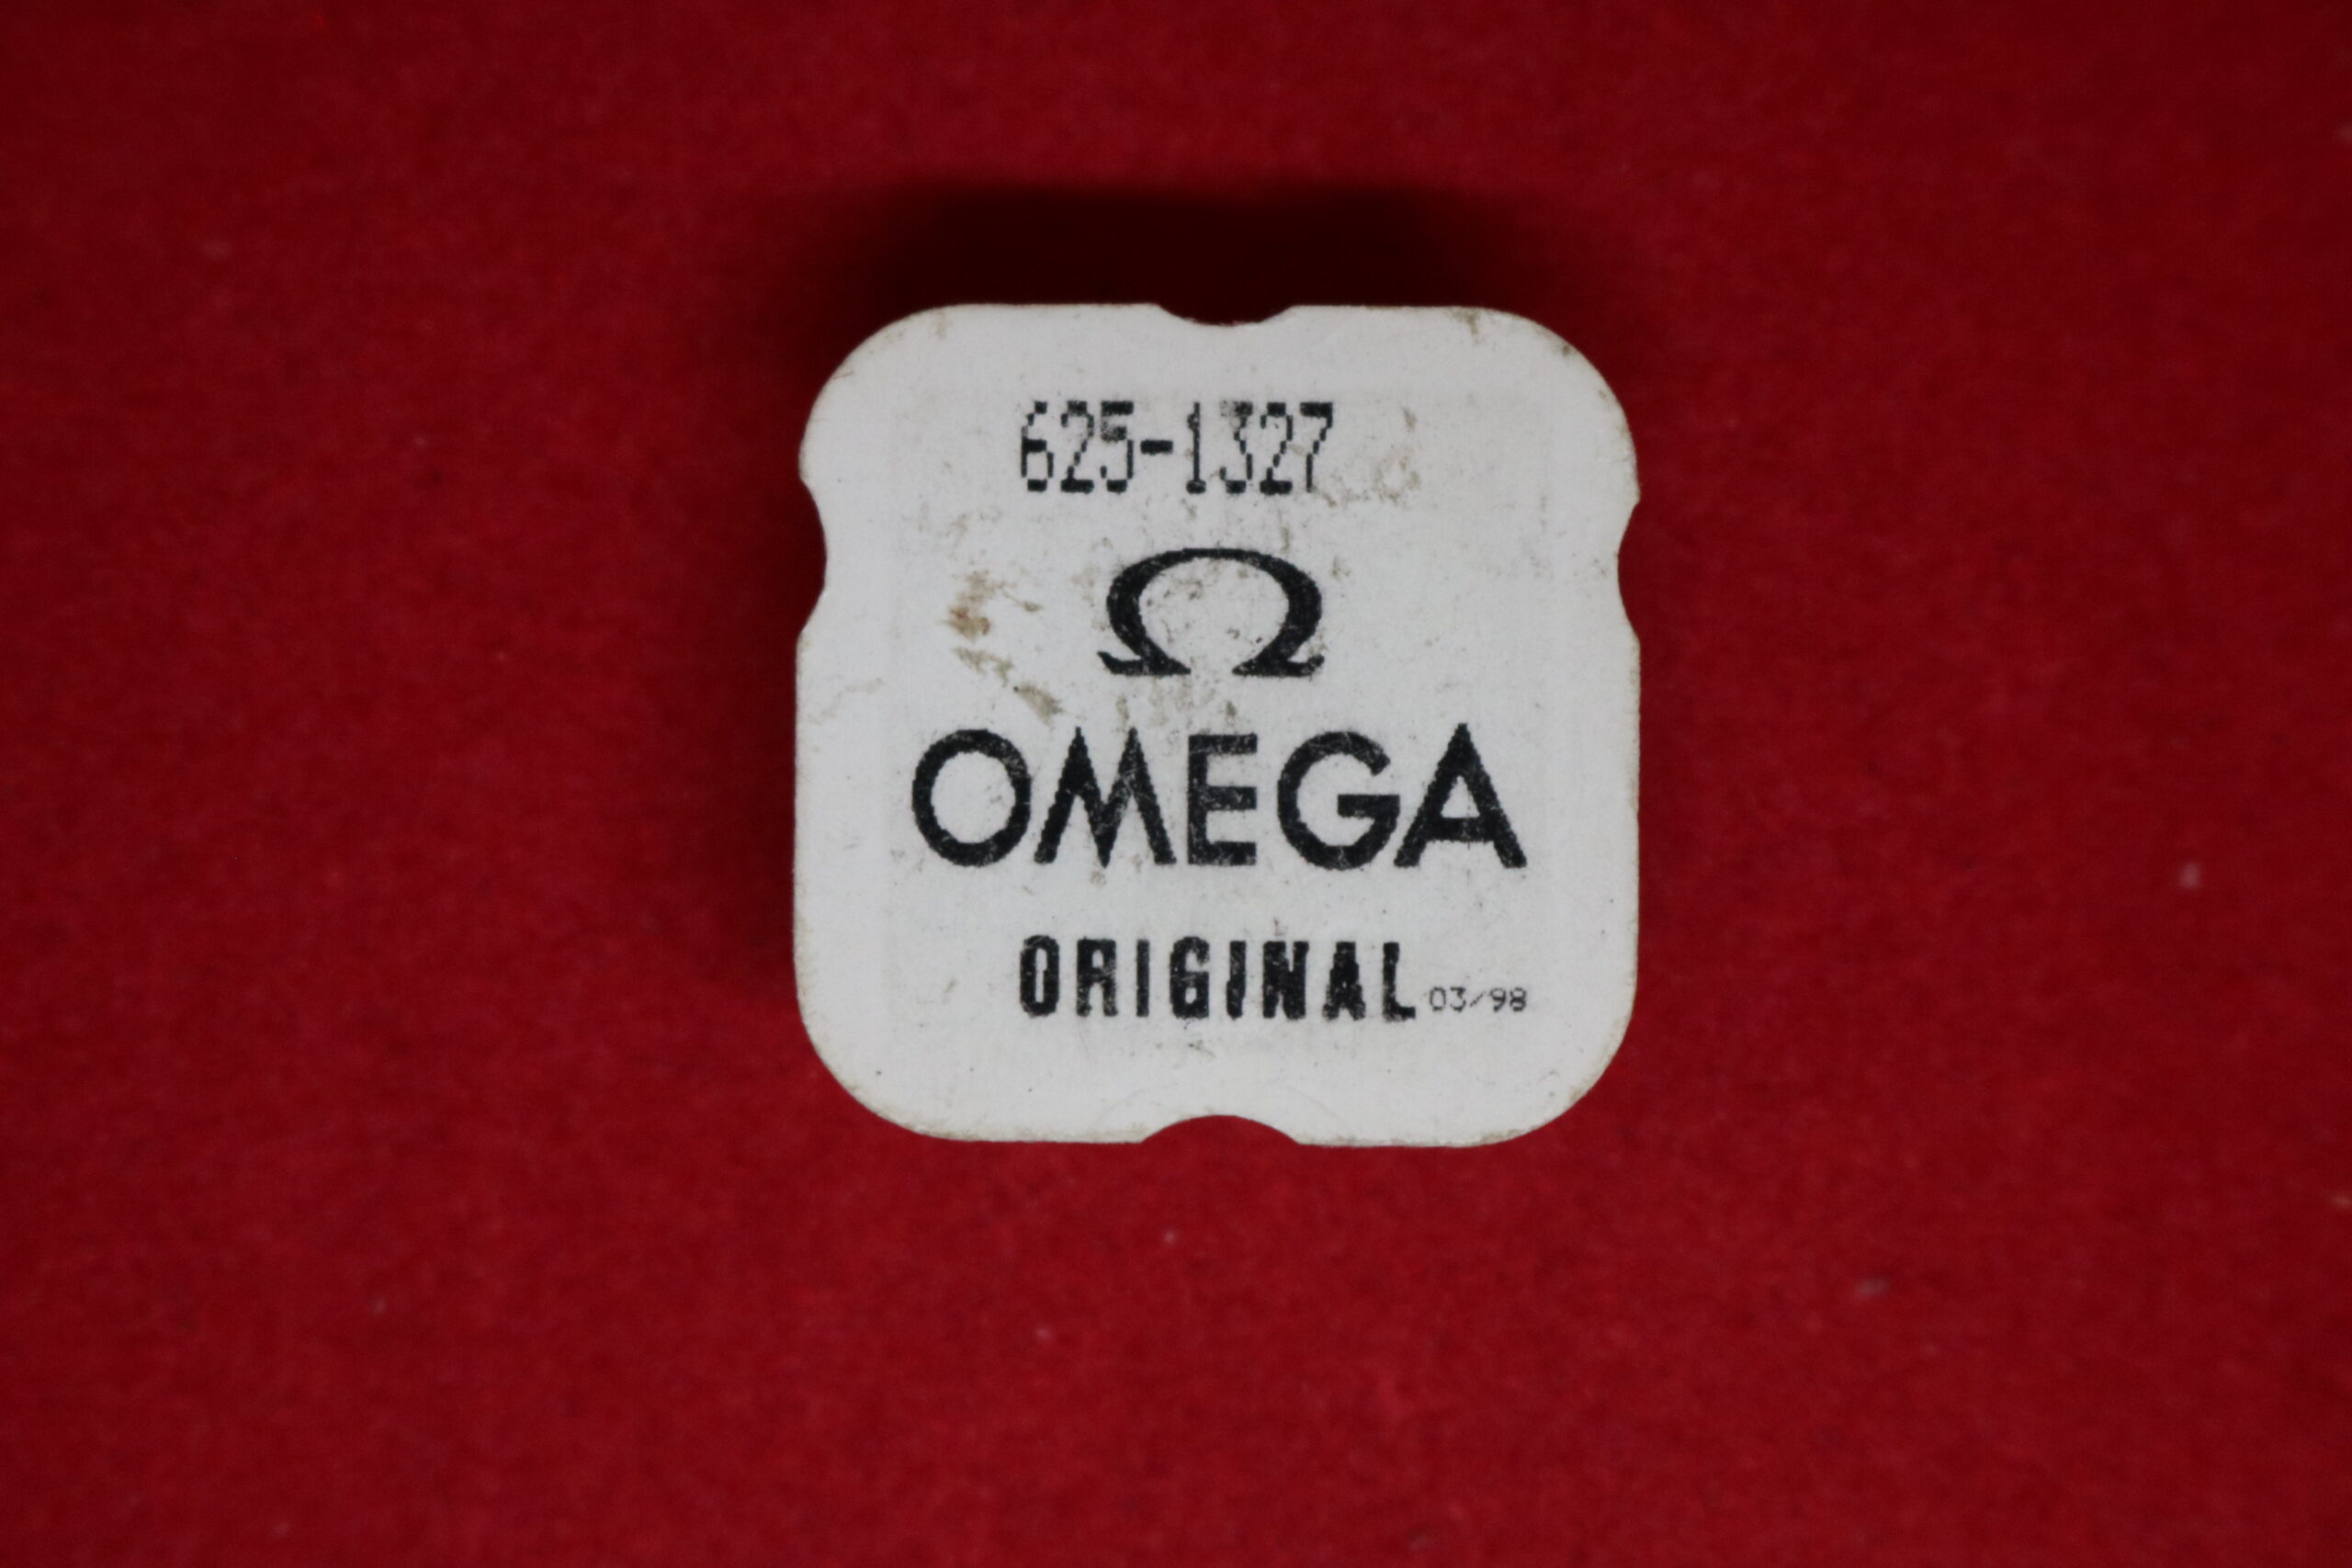 625-1327
Ω
OMEGA
ORIGINAL 03/98